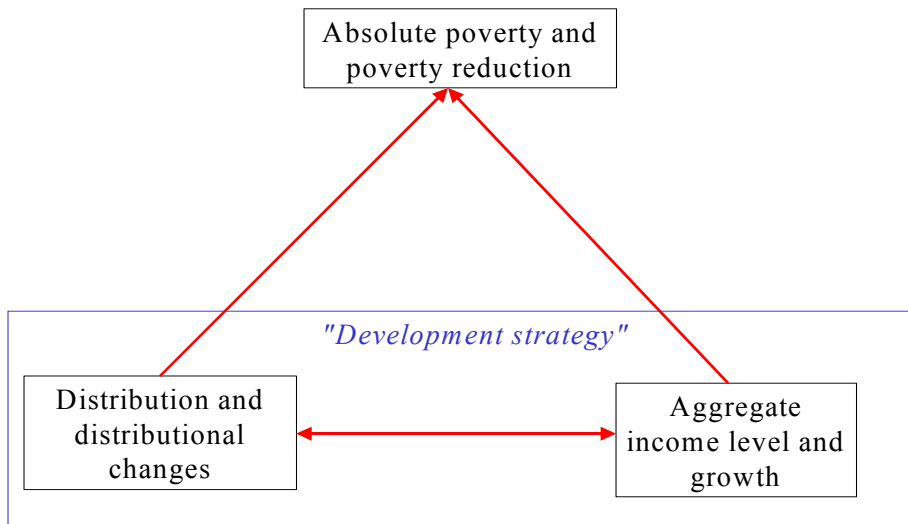 Absolute poverty and
poverty reduction
"Development strategy"
Distribution and
distributional
changes
Aggregate
income level and
growth